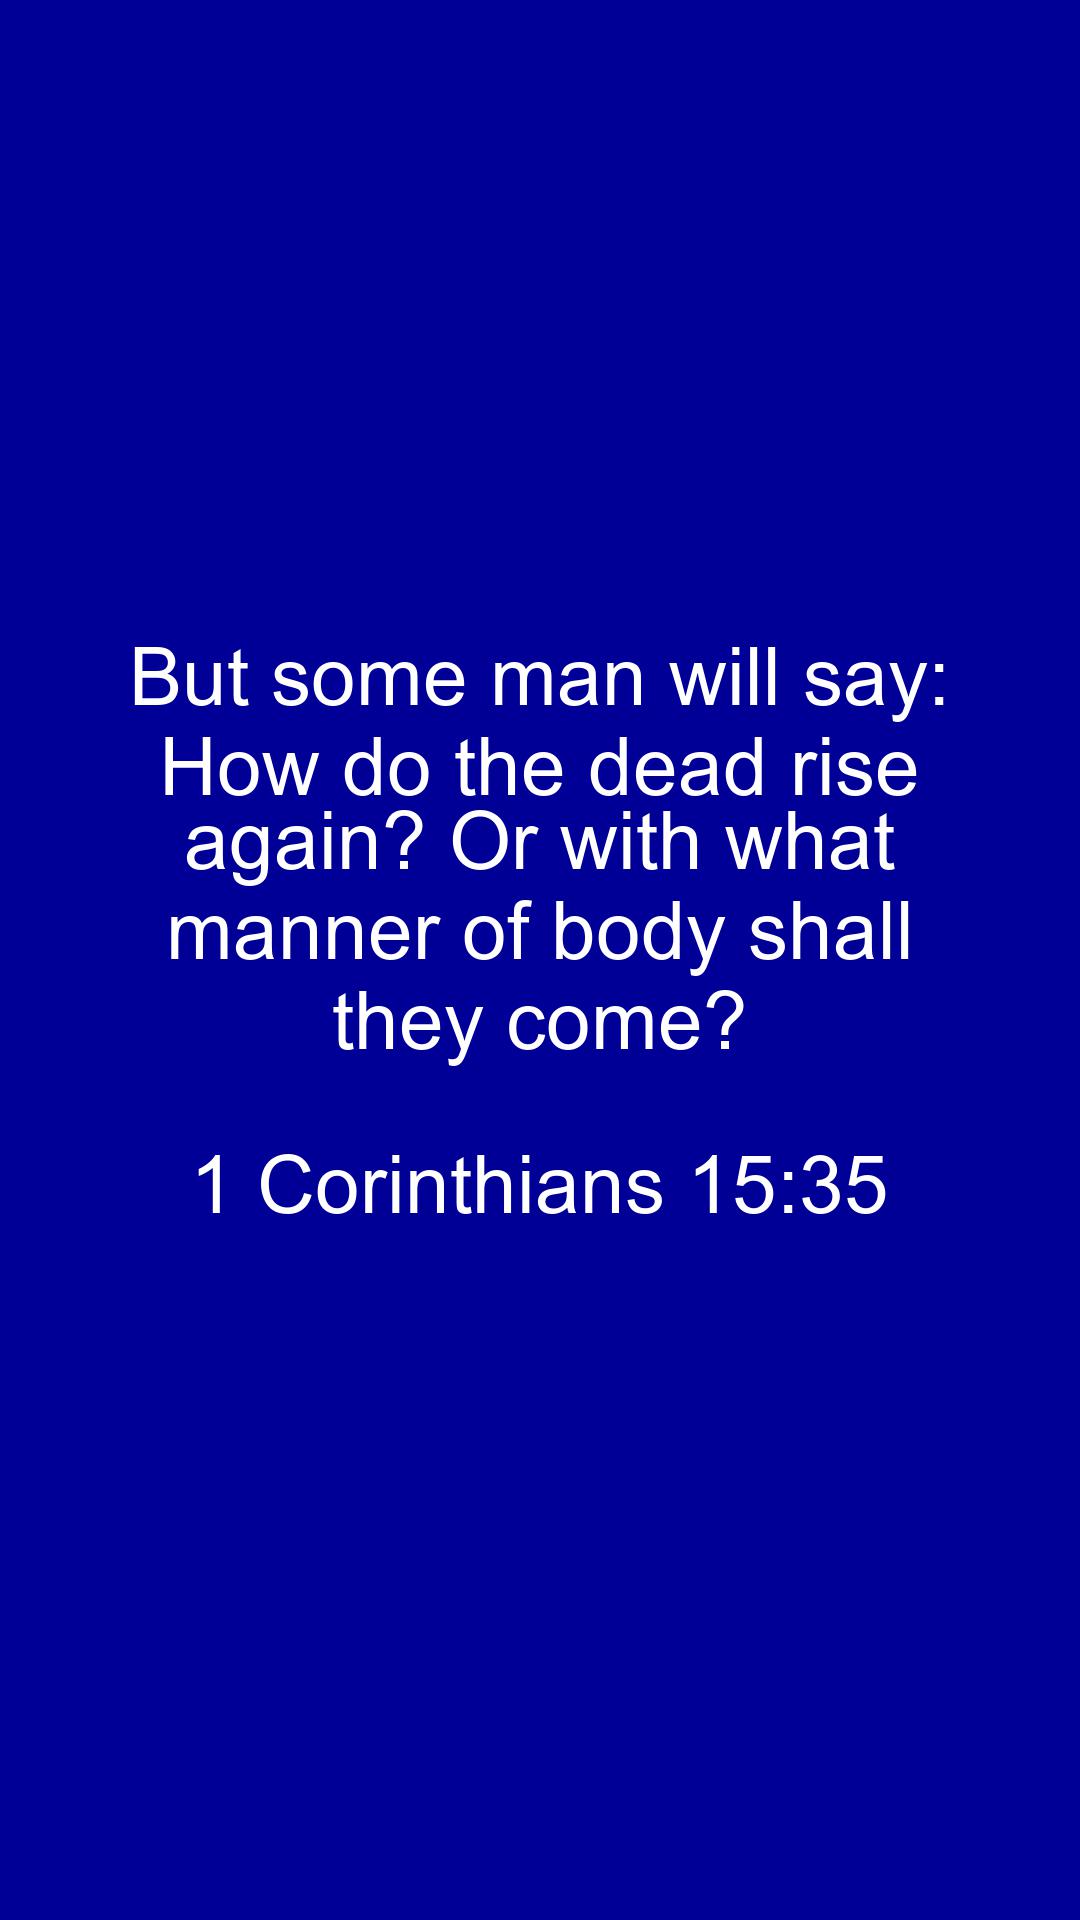 But some man will say:
How do the dead rise
again? Or with what
manner of body shall
they come?
1 Corinthians 15:35